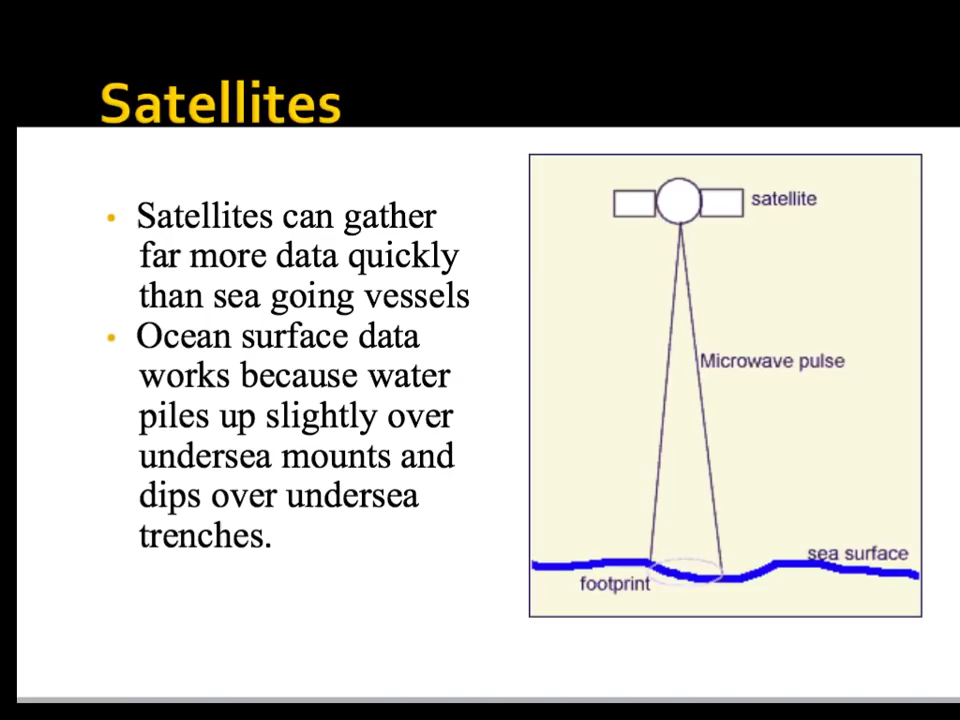 Satellites
• Satellites can gather
far more data quickly
than sea going vessels
• Ocean surface data
works because water
piles up slightly over
undersea mounts and
dips over undersea
trenches.
satellite
Microwave pulse
sea surface
footprint